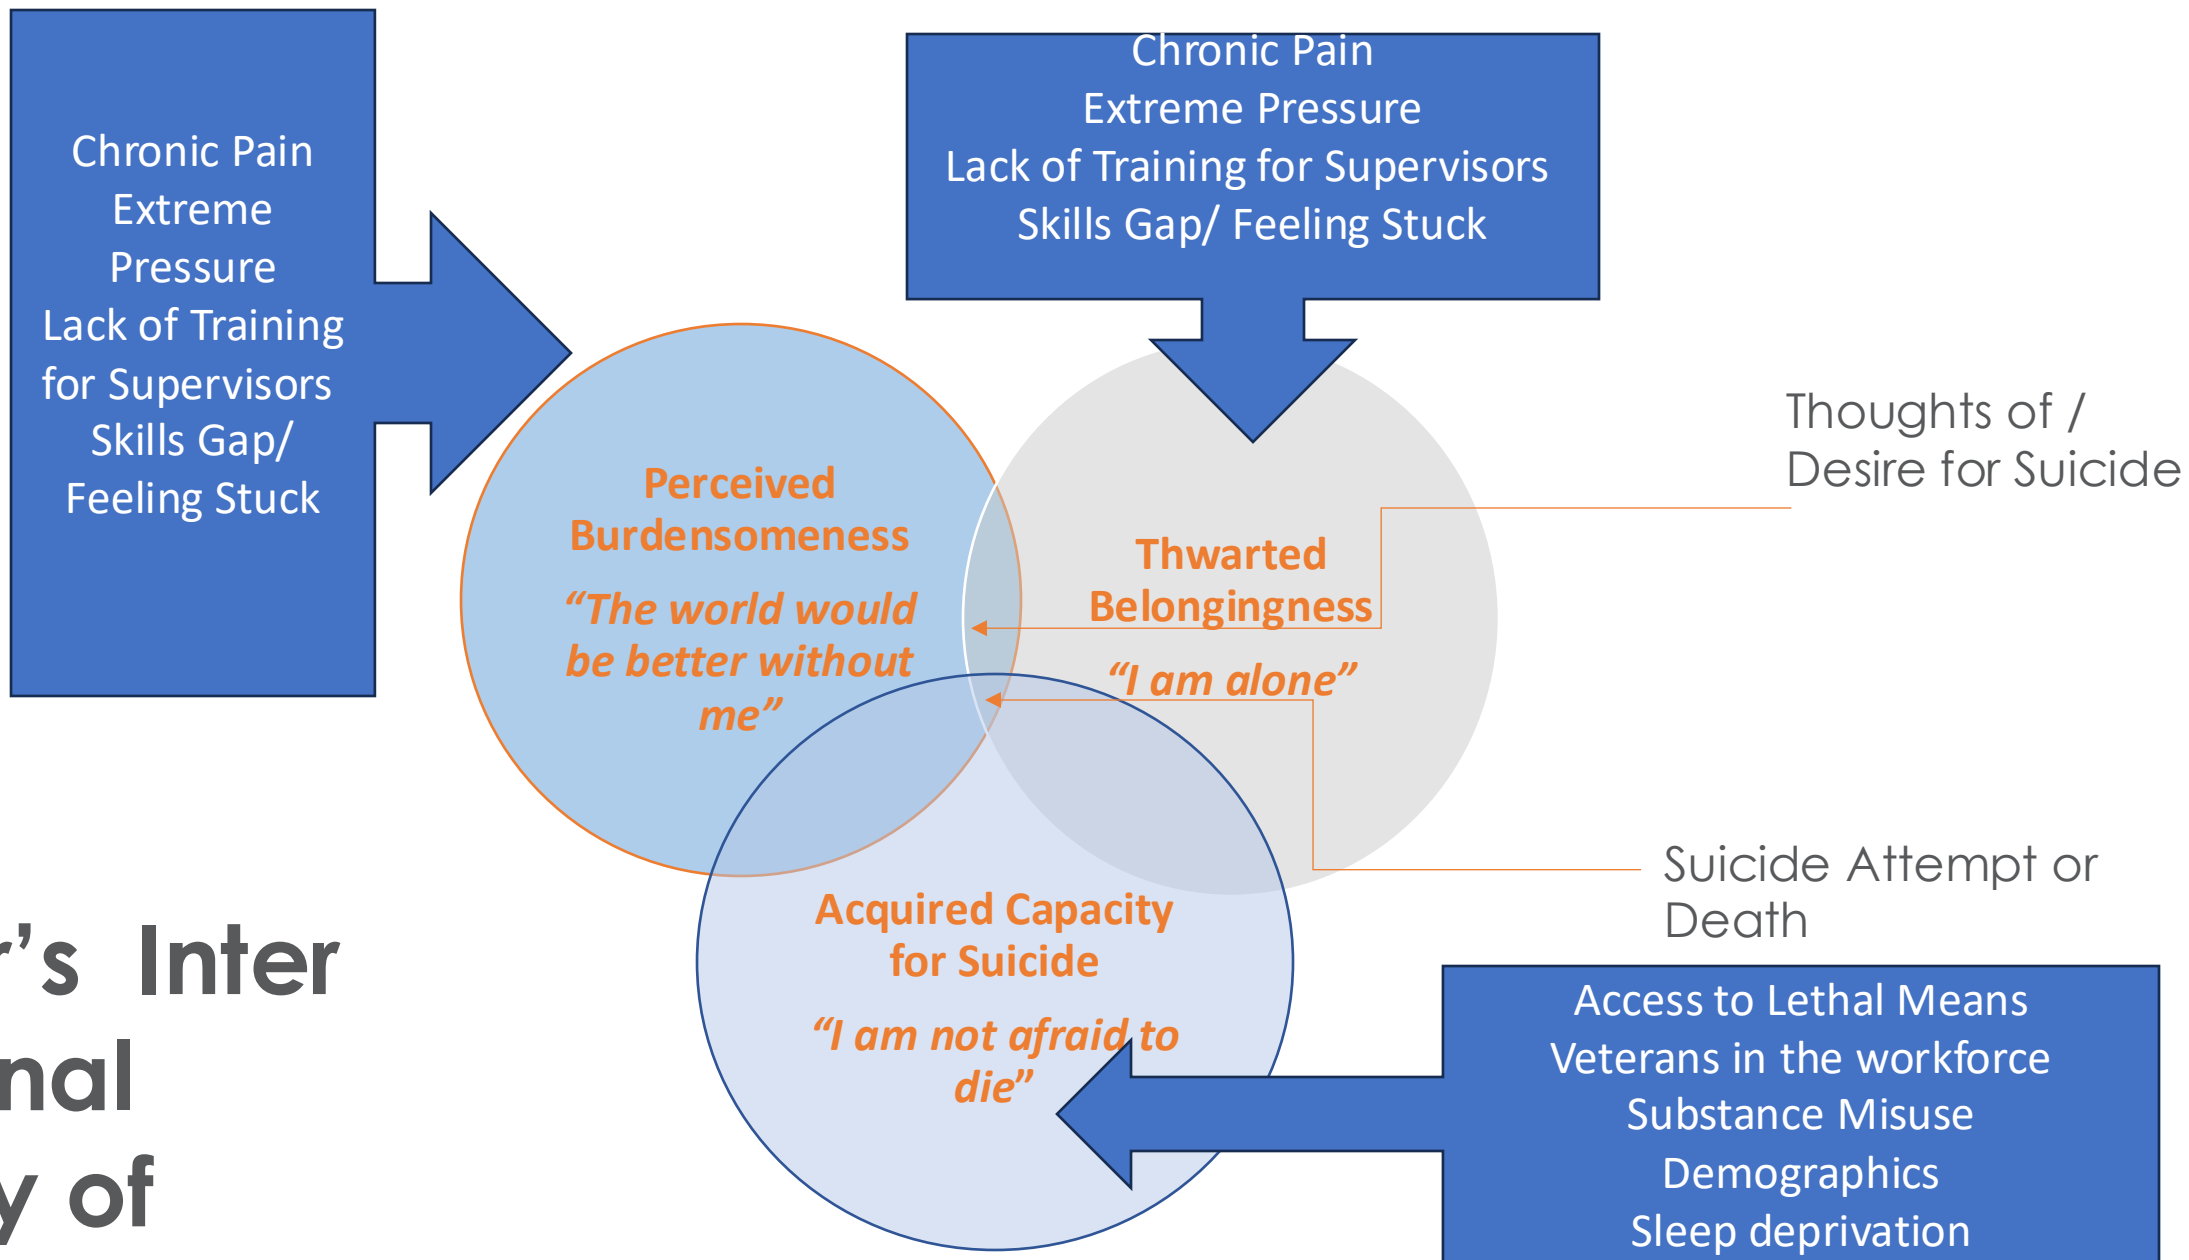 Chronic Pain
Extreme
Pressure
Lack of Training
for Supervisors
Skills Gap/
Feeling Stuck
Chronic Pain
Extreme Pressure
Lack of Training for Supervisors
Skills Gap/ Feeling Stuck
Thoughts of /
Desire for Suicide
Perceived
Burdensomeness
“The world would
be better without
me”
Thwarted
Belongingness
“I am alone”
Suicide Attempt or
Death
Acquired Capacity
for Suicide
“I am not afraid to
die”
Access to Lethal Means
Veterans in the workforce
Substance Misuse
Demographics
Sleep deprivation
r’s Inter
nal
y of